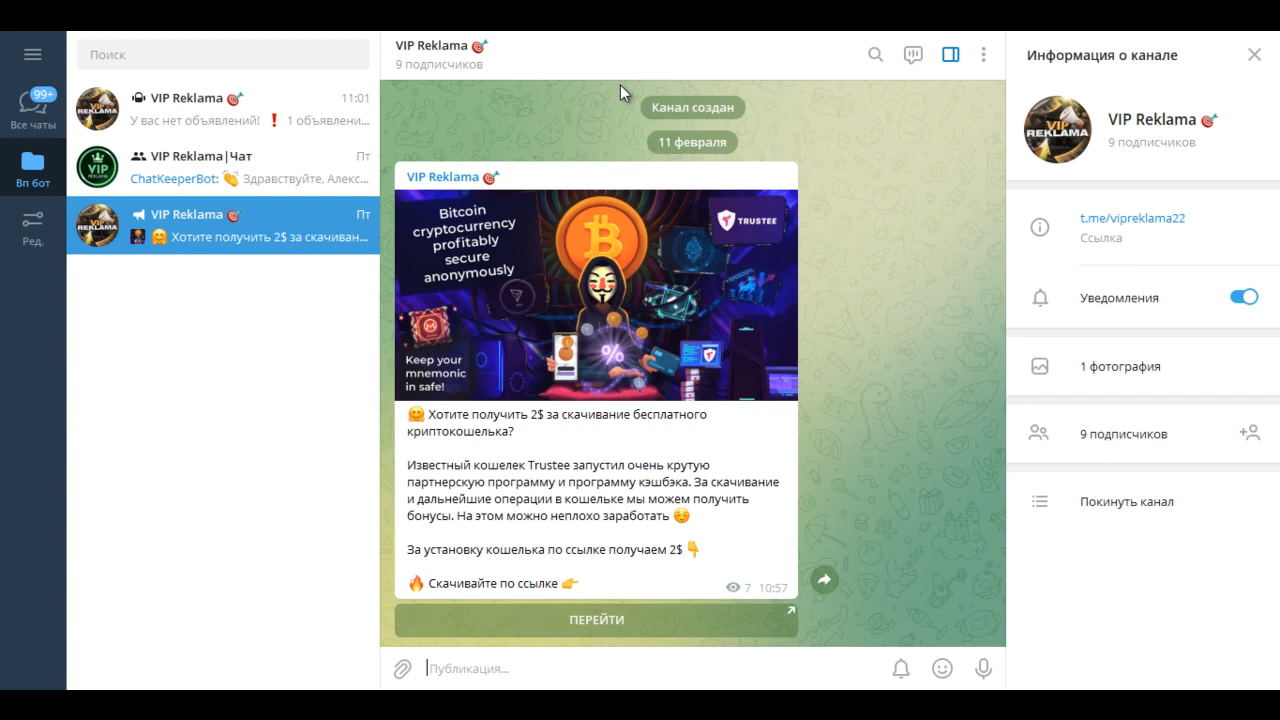 99+
Все чаты
Вп бот
Ред.
Поиск
VIP Reklama
11:01
У вас нет объявлений! ❗ 1 объявлени...
VIP Reklama|Чат
Пт
ChatKeeperBot: 👋 Здравствуйте, Алекс...
VIP Reklama
Пт
🤗 Хотите получить 2$ за скачиван...
VIP Reklama
9 подписчиков
Канал создан
11 февраля
VIP Reklama
Bitcoin
cryptocurrency
profitably
secure
anonymously
TRUSTEE
Keep your
mnemonic
in safe!
🤗 Хотите получить 2$ за скачивание бесплатного
криптокошелька?
Известный кошелек Trustee запустил очень крутую
партнерскую программу и программу кэшбэка. За скачивание
и дальнейшие операции в кошельке мы можем получить
бонусы. На этом можно неплохо заработать ☺️
За установку кошелька по ссылке получаем 2$ 👇
🔥 Скачивайте по ссылке 👉
7 10:57
ПЕРЕЙТИ
Публикация...
Информация о канале
VIP REKLAMA
VIP Reklama
9 подписчиков
t.me/vipreklama22
Ссылка
Уведомления
1 фотография
9 подписчиков
Покинуть канал